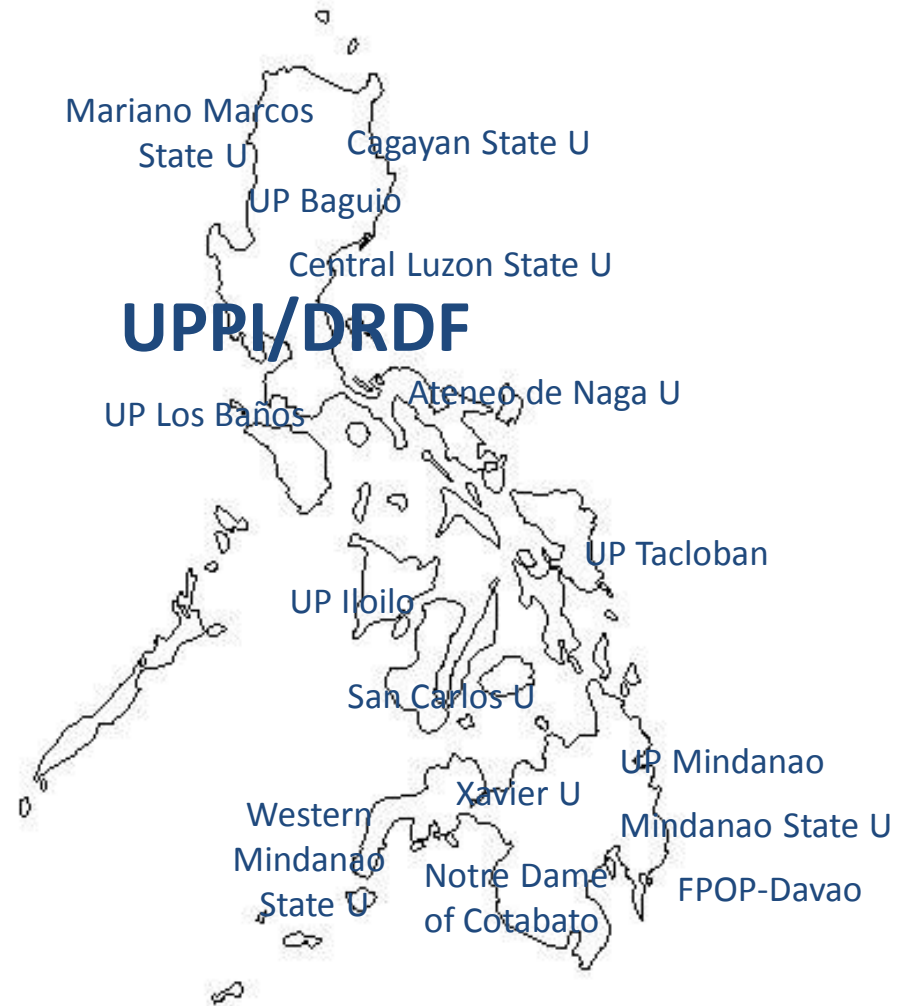 Mariano Marcos
State U
Cagayan State U
UP Baguio
Central Luzon State U
UPPI/DRDF
Ateneo de Naga U
UP Los Baños
UP Tacloban
UP Iloilo
San Carlos U
UP Mindanao
Xavier U
Western
Mindanao
State U
Mindanao State U
Notre Dame
of Cotabato
FPOP-Davao